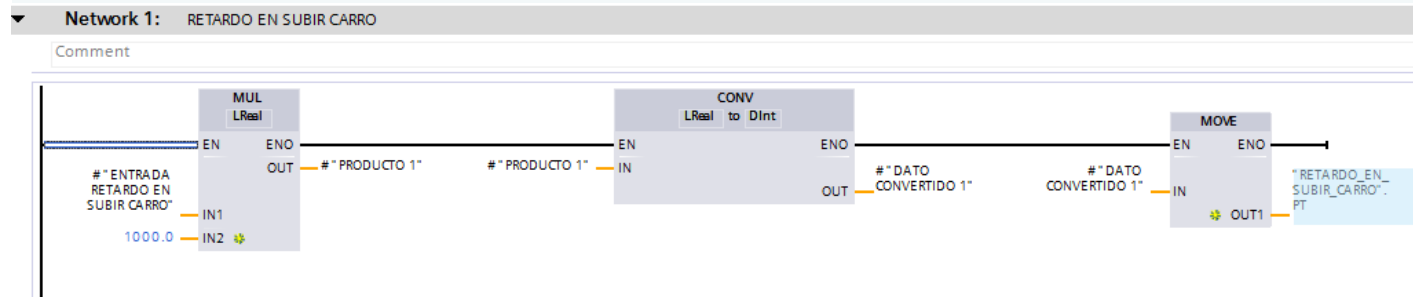 Network 1: RETARDO EN SUBIR CARRO
Comment
MUL
LReal
EN ENO
OUT
#"PRODUCTO 1"
#"ENTRADA
RETARDO EN
SUBIR CARRO"
IN1
1000.0
IN2
CONV
LReal to DInt
EN ENO
#"PRODUCTO 1"
IN
OUT
#"DATO
CONVERTIDO 1"
MOVE
EN ENO
#"DATO
CONVERTIDO 1"
IN
OUT1
"RETARDO_EN_
SUBIR_CARRO".
PT